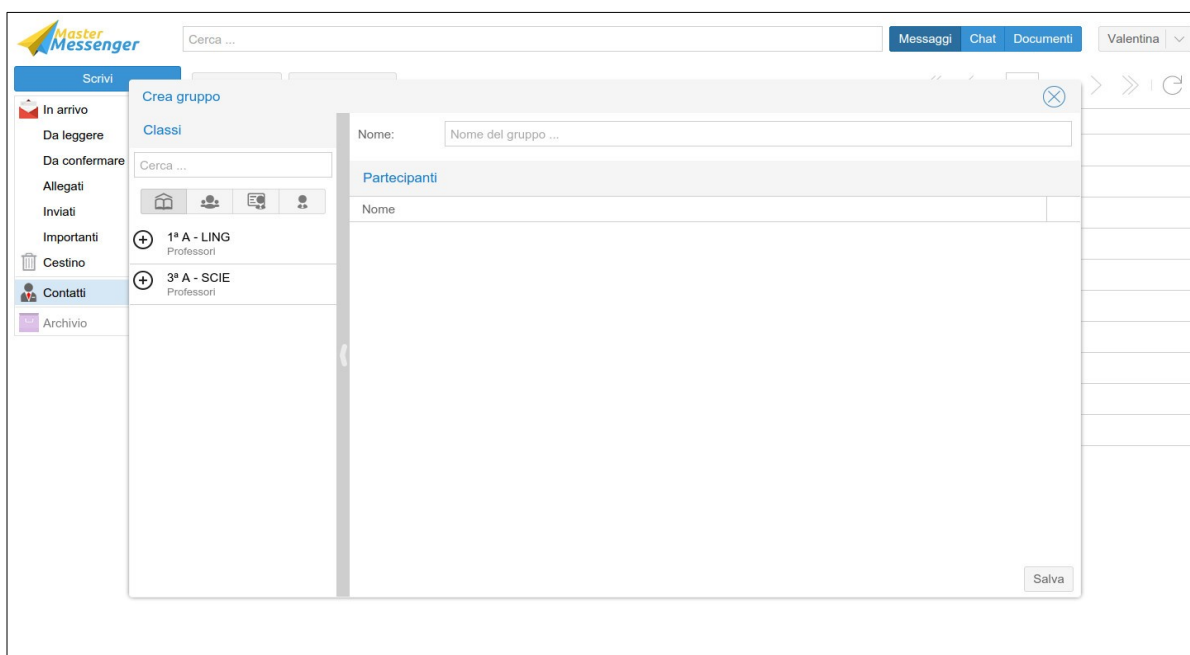 Master
Messenger
Cerca ...
Messaggi
Chat
Documenti
Valentina
Scrivi
In arrivo
Da leggere
Da confermare
Allegati
Inviati
Importanti
Cestino
Contatti
Archivio
Crea gruppo
Classi
Cerca ...
1ª A - LING
Professori
3ª A - SCIE
Professori
Nome:
Nome del gruppo ...
Partecipanti
Nome
Salva